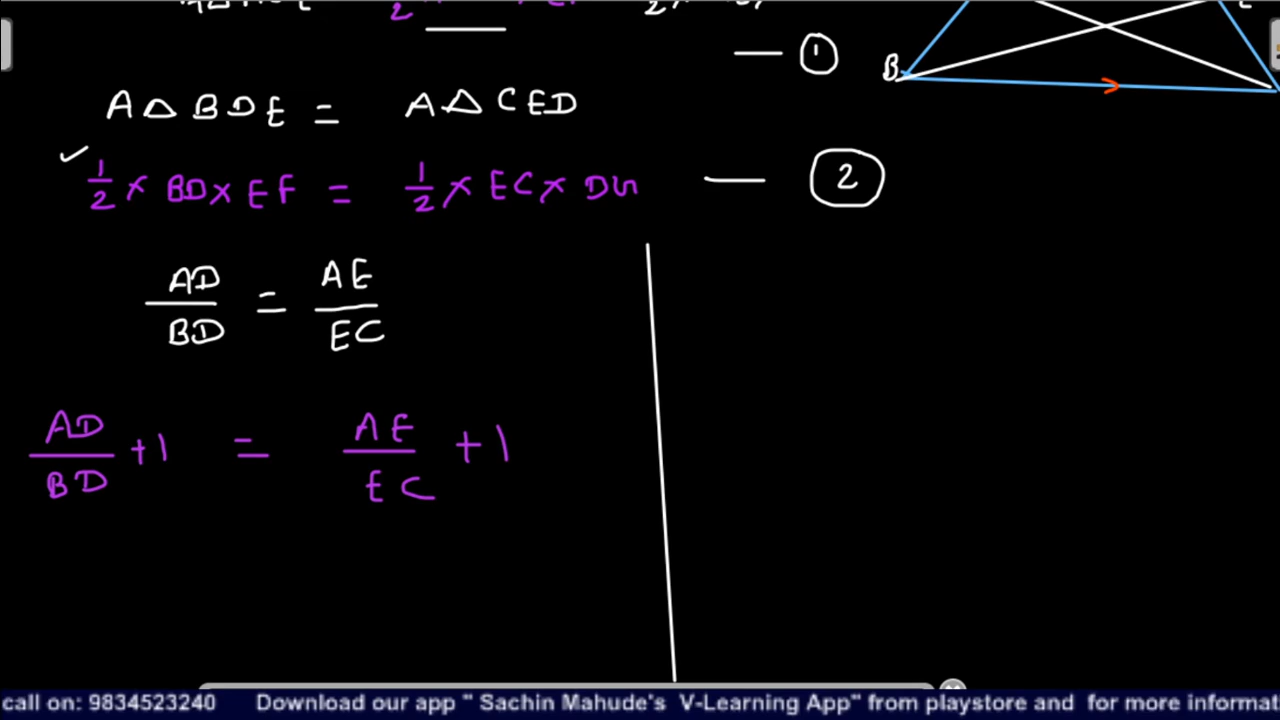 ①
B
A△BDE = A△CED
✓ 1/2 × BD × EF = 1/2 × EC × DG — ②
AD/BD = AE/EC
AD/BD + 1 = AE/EC + 1
call on: 9834523240 Download our app " Sachin Mahude's V-Learning App" from playstore and for more informat